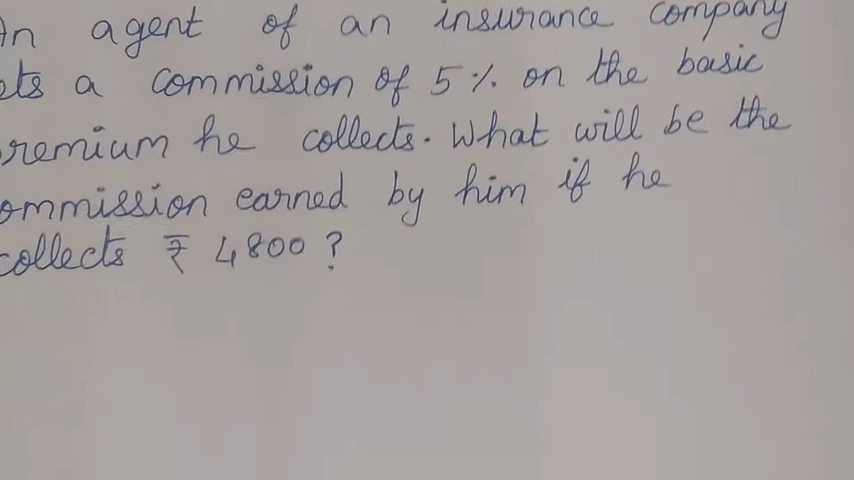 An agent of an insurance company
ets a commission of 5% on the basic
remium he collects. What will be the
ommission earned by him if he
collects ₹ 4800?